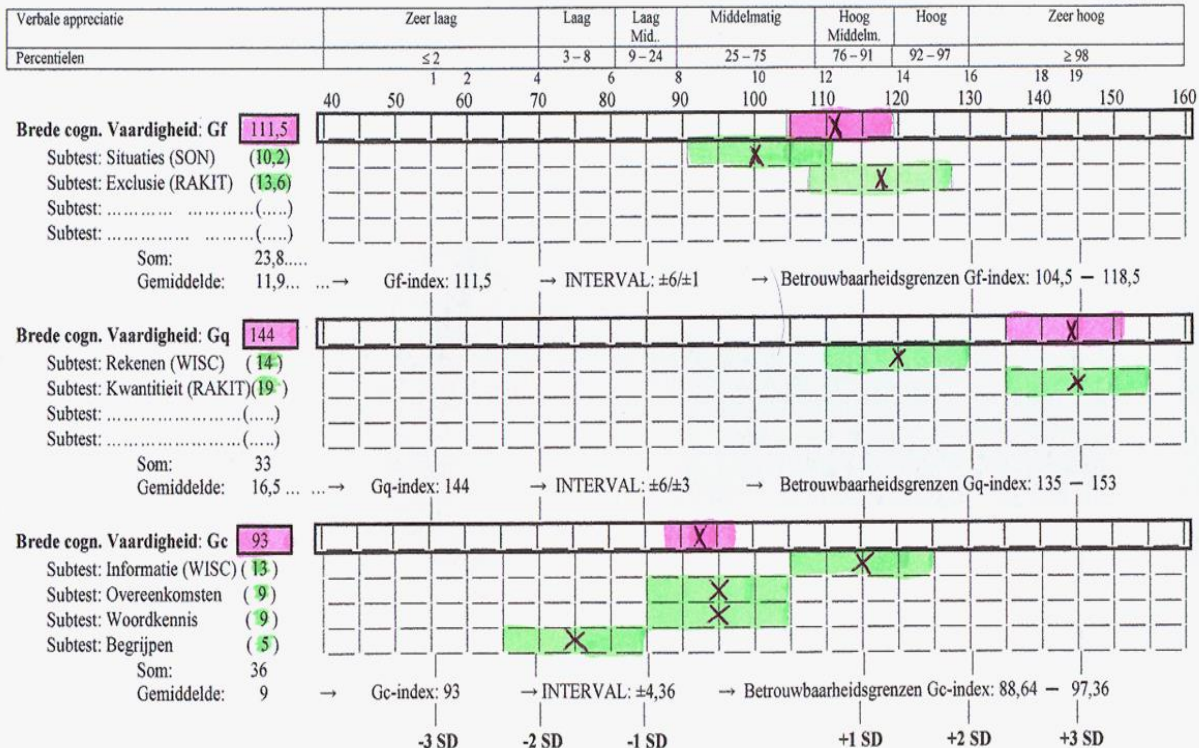 Verbale appreciatie Zeer laag Laag Laag Mid.. Middelmatig Hoog Middelm. Hoog Zeer hoog
Percentielen ≤ 2 3 – 8 9 – 24 25 – 75 76 – 91 92 – 97 ≥ 98
1 2 4 6 8 10 12 14 16 18 19
40 50 60 70 80 90 100 110 120 130 140 150 160
Brede cogn. Vaardigheid: Gf 111,5
Subtest: Situaties (SON) (10,2)
Subtest: Exclusie (RAKIT) (13,6)
Subtest: ………… …………(…..)
Subtest: …………… …………(…..)
Som: 23,8…..
Gemiddelde: 11,9… …→ Gf-index: 111,5 → INTERVAL: ±6/±1 → Betrouwbaarheidsgrenzen Gf-index: 104,5 – 118,5
Brede cogn. Vaardigheid: Gq 144
Subtest: Rekenen (WISC) (14)
Subtest: Kwantitieit (RAKIT)(19 )
Subtest: ……………………(…..)
Subtest: ……………………(…..)
Som: 33
Gemiddelde: 16,5 … …→ Gq-index: 144 → INTERVAL: ±6/±3 → Betrouwbaarheidsgrenzen Gq-index: 135 – 153
Brede cogn. Vaardigheid: Gc 93
Subtest: Informatie (WISC) ( 13 )
Subtest: Overeenkomsten ( 9 )
Subtest: Woordkennis ( 9 )
Subtest: Begrijpen ( 5 )
Som: 36
Gemiddelde: 9 → Gc-index: 93 → INTERVAL: ±4,36 → Betrouwbaarheidsgrenzen Gc-index: 88,64 – 97,36
-3 SD -2 SD -1 SD +1 SD +2 SD +3 SD